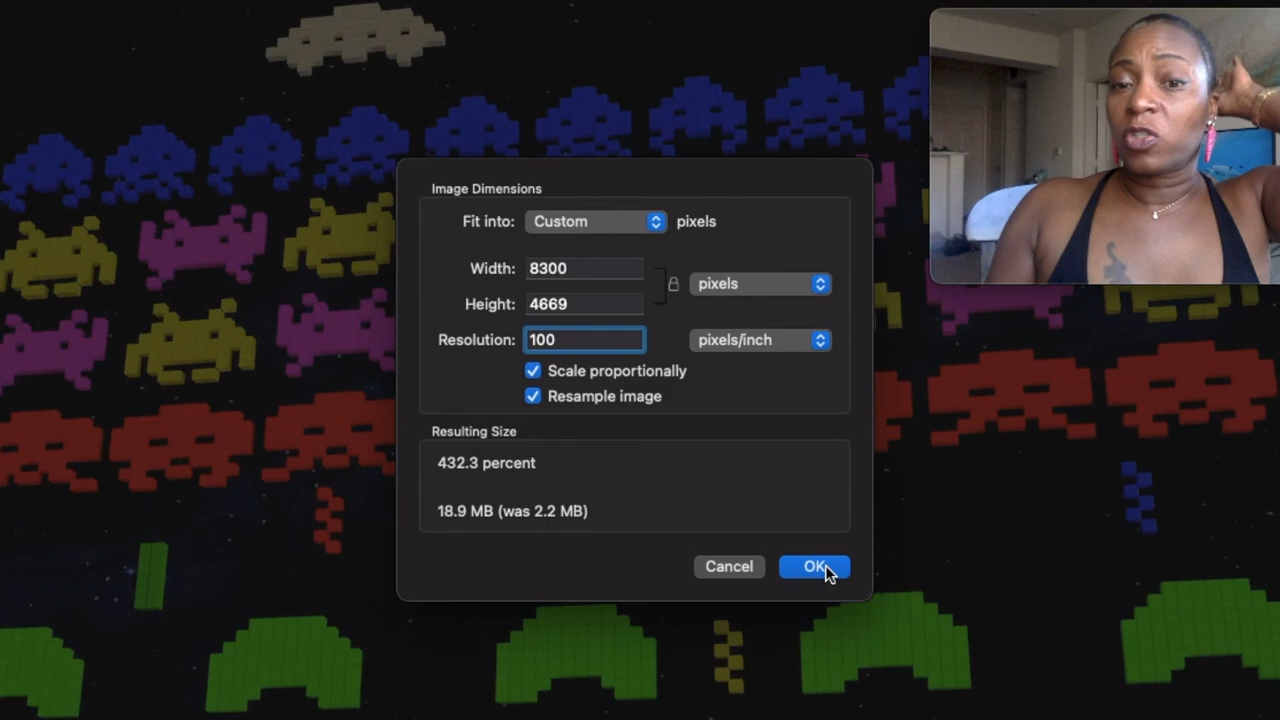 Image Dimensions
Fit into: Custom pixels
Width: 8300
pixels
Height: 4669
Resolution: 100 pixels/inch
Scale proportionally
Resample image
Resulting Size
432.3 percent
18.9 MB (was 2.2 MB)
Cancel OK